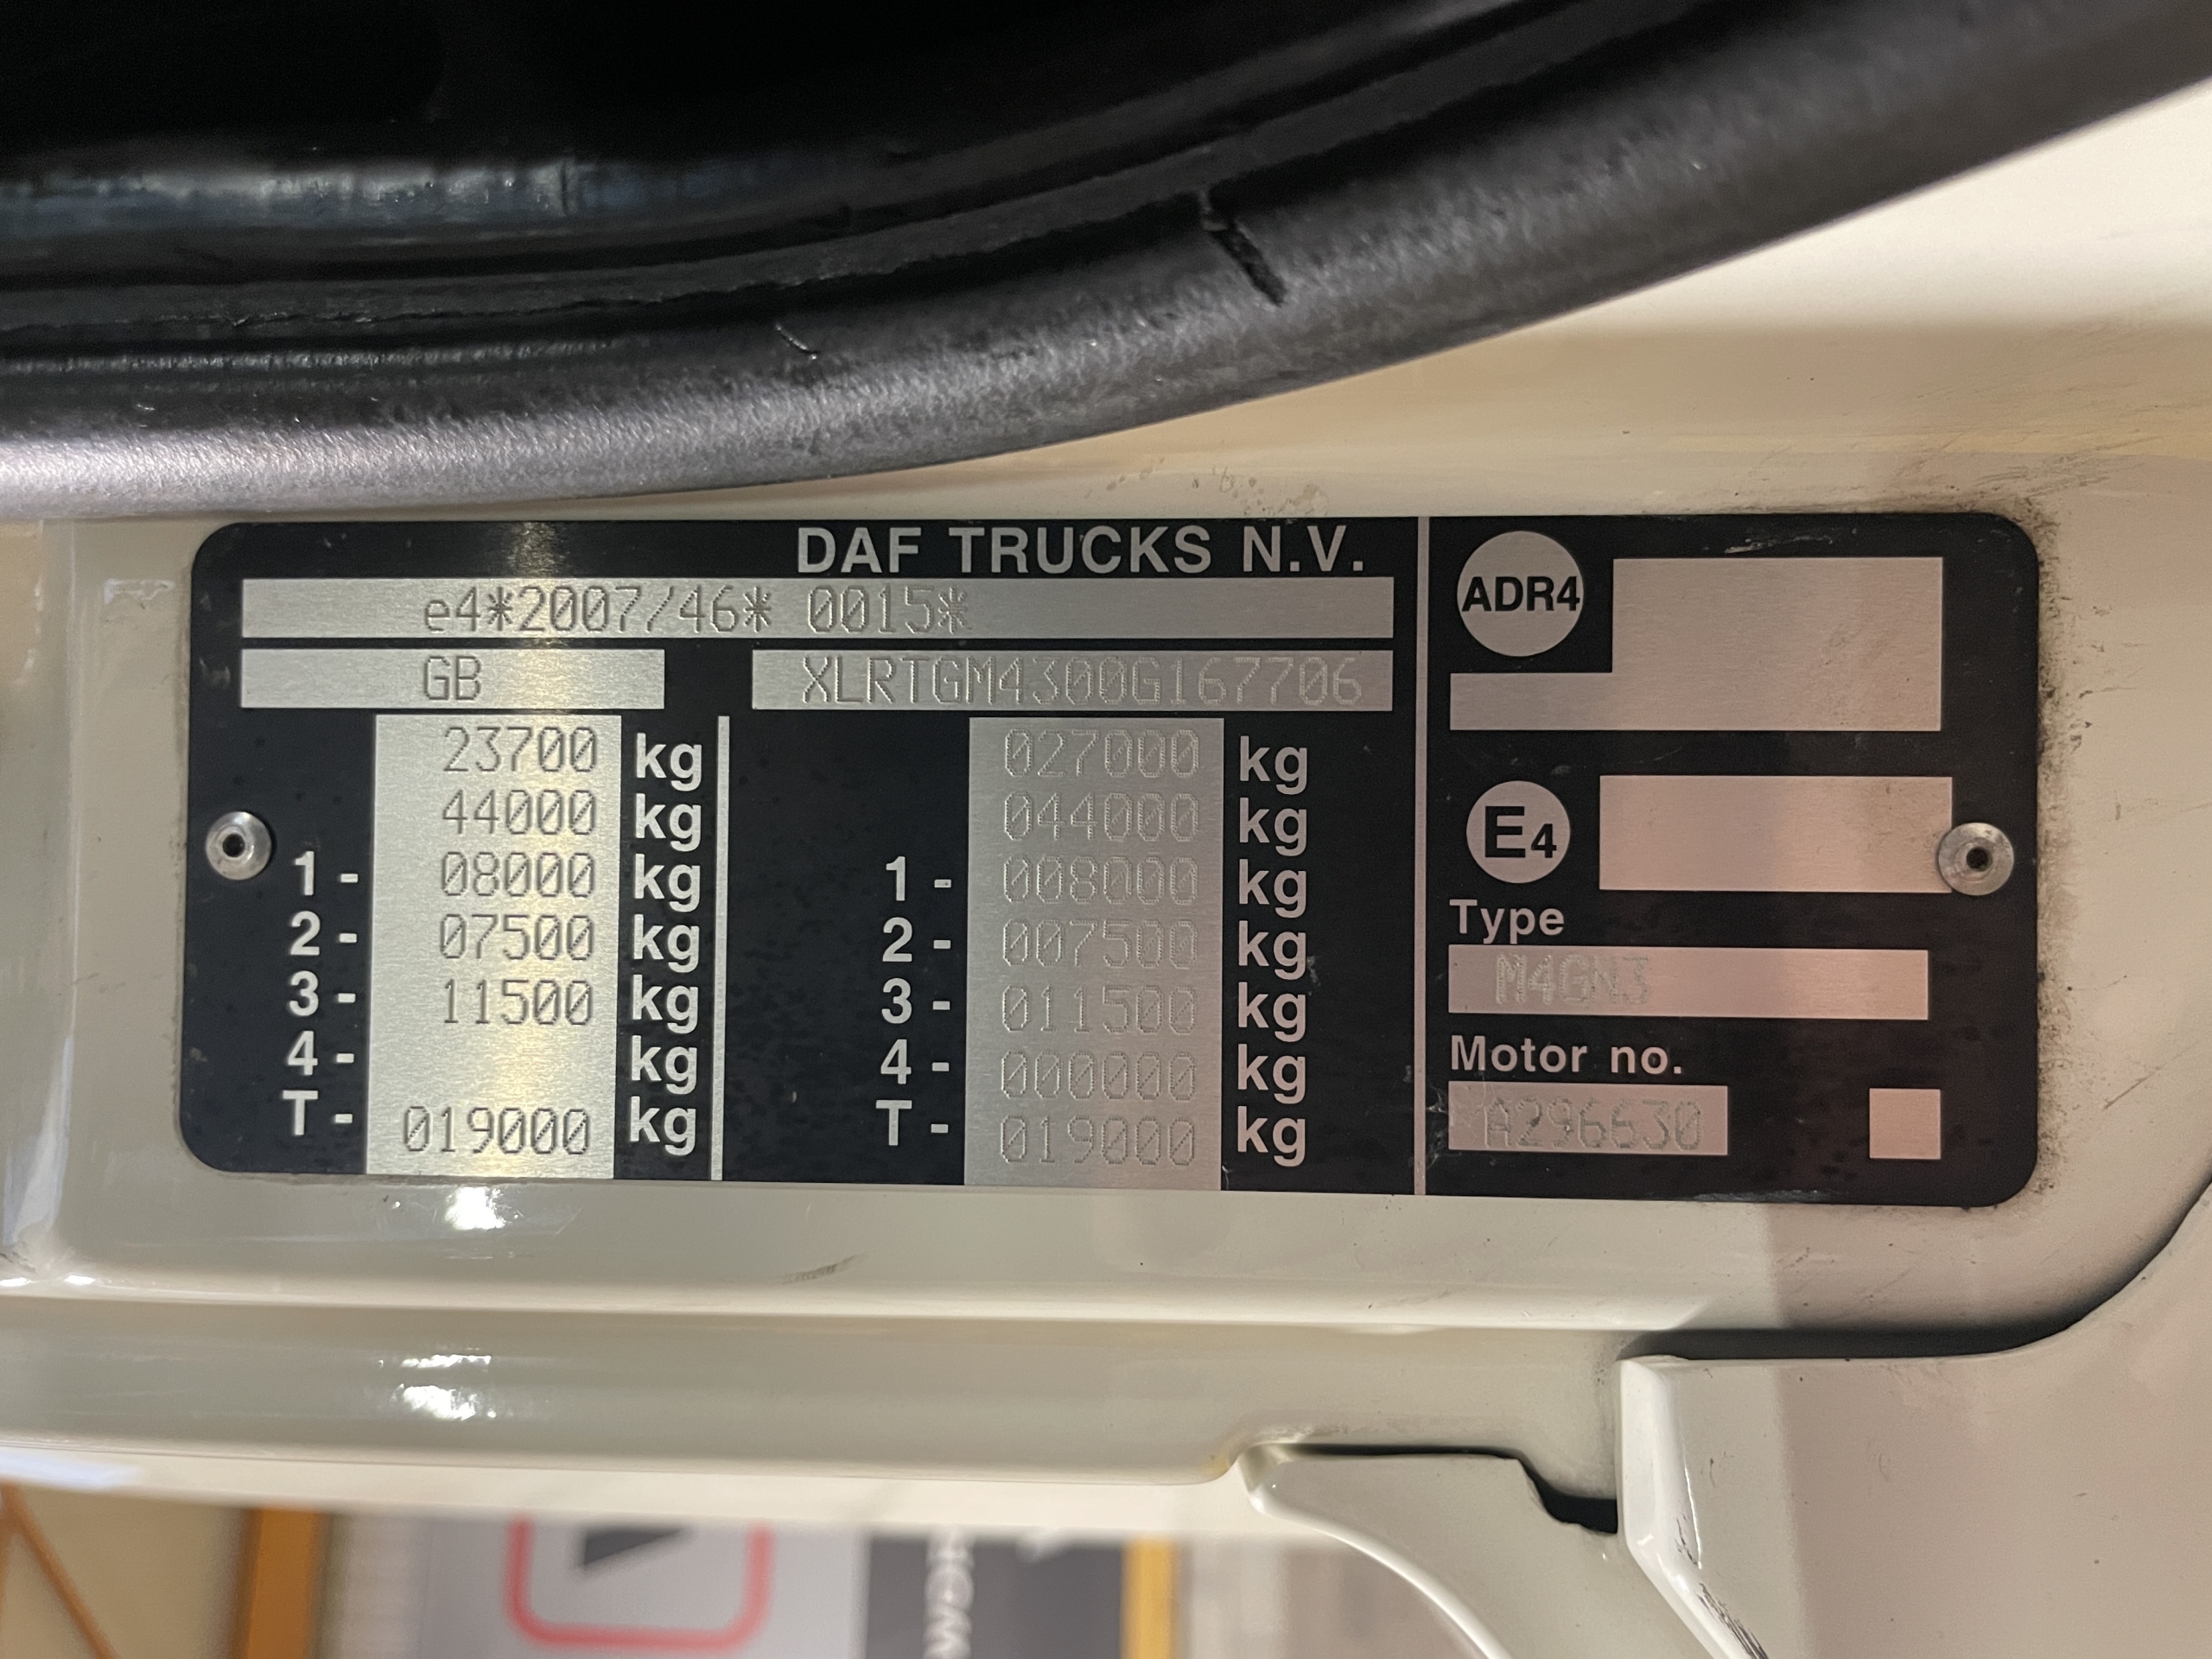 DAF TRUCKS N.V.
e4*2007/46* 0015*
GB XLRTGM4300G167706
23700 kg 027000 kg
44000 kg 044000 kg
1- 08000 kg 1- 008000 kg
2- 07500 kg 2- 007500 kg
3- 11500 kg 3- 011500 kg
4- kg 4- 000000 kg
T- 019000 kg T- 019000 kg
ADR4
E4
Type
M4GN3
Motor no.
A296630